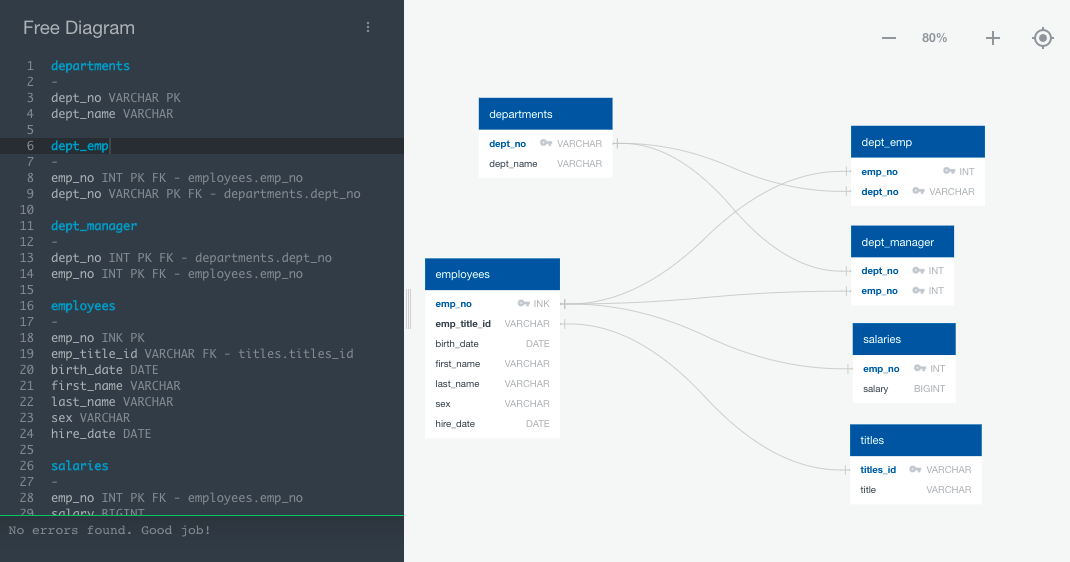 Free Diagram
1 departments
2 -
3 dept_no VARCHAR PK
4 dept_name VARCHAR
5
6 dept_emp
7 -
8 emp_no INT PK FK - employees.emp_no
9 dept_no VARCHAR PK FK - departments.dept_no
10
11 dept_manager
12 -
13 dept_no INT PK FK - departments.dept_no
14 emp_no INT PK FK - employees.emp_no
15
16 employees
17 -
18 emp_no INK PK
19 emp_title_id VARCHAR FK - titles.titles_id
20 birth_date DATE
21 first_name VARCHAR
22 last_name VARCHAR
23 sex VARCHAR
24 hire_date DATE
25
26 salaries
27 -
28 emp_no INT PK FK - employees.emp_no
29 salary BIGINT
No errors found. Good job!
80%
departments
dept_no VARCHAR
dept_name VARCHAR
employees
emp_no INK
emp_title_id VARCHAR
birth_date DATE
first_name VARCHAR
last_name VARCHAR
sex VARCHAR
hire_date DATE
dept_emp
emp_no INT
dept_no VARCHAR
dept_manager
dept_no INT
emp_no INT
salaries
emp_no INT
salary BIGINT
titles
titles_id VARCHAR
title VARCHAR